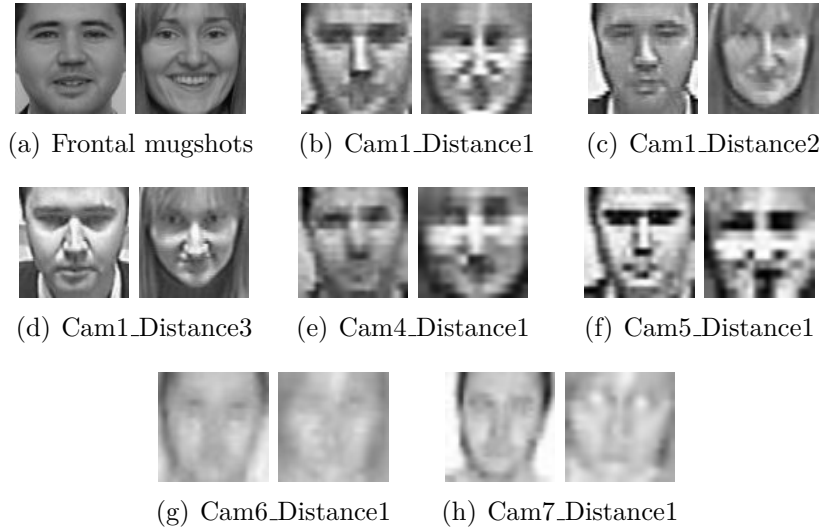 (a) Frontal mugshots (b) Cam1_Distance1 (c) Cam1_Distance2
(d) Cam1_Distance3 (e) Cam4_Distance1 (f) Cam5_Distance1
(g) Cam6_Distance1 (h) Cam7_Distance1